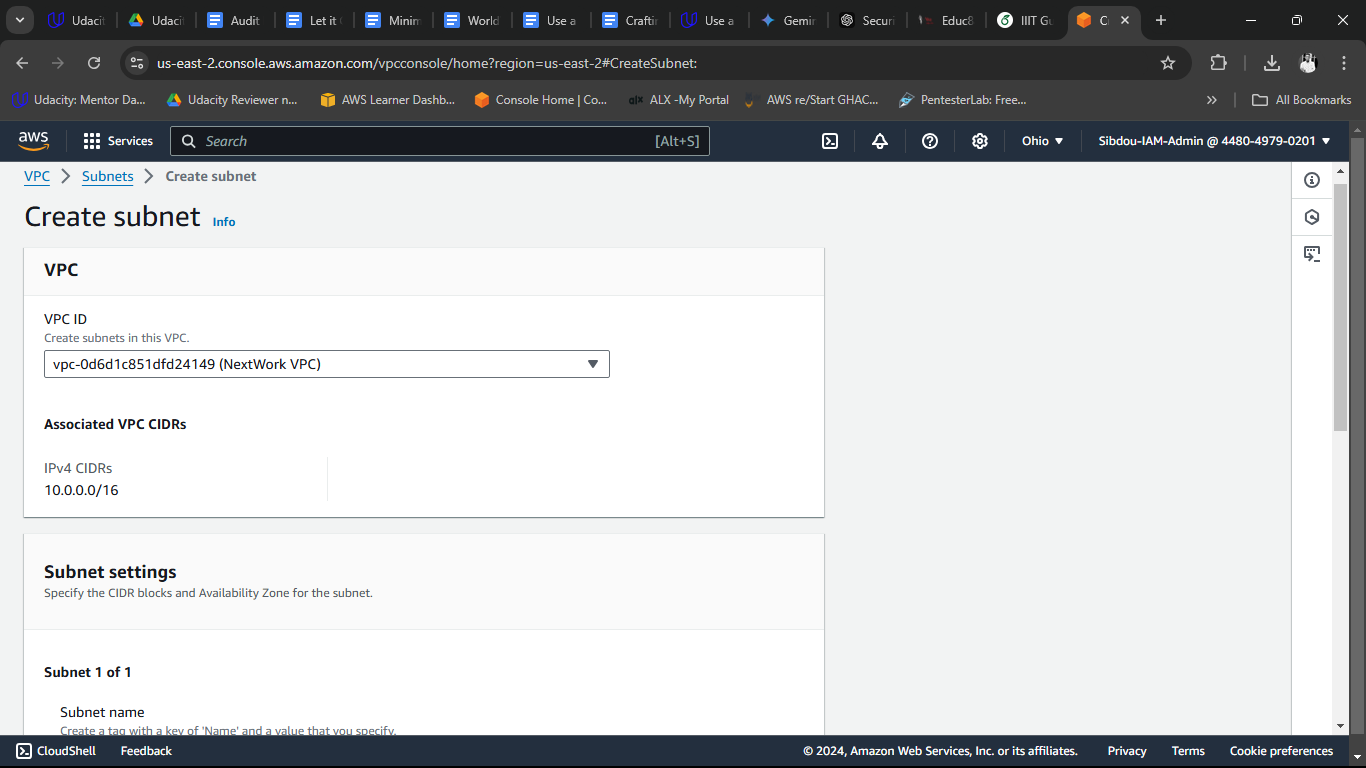 Udacit
Udacit
Audit
Let it
Minim
World
Use a
Craftir
Use a
Gemir
Securi
Educ8
IIIT Gu
us-east-2.console.aws.amazon.com/vpcconsole/home?region=us-east-2#CreateSubnet:
Udacity: Mentor Da...
Udacity Reviewer n...
AWS Learner Dashb...
Console Home | Co...
alx ALX -My Portal
AWS re/Start GHAC...
PentesterLab: Free...
»
All Bookmarks
aws
Services
Search
[Alt+S]
Ohio
Sibdou-IAM-Admin @ 4480-4979-0201
VPC
Subnets
Create subnet
Create subnet Info
VPC
VPC ID
Create subnets in this VPC.
vpc-0d6d1c851dfd24149 (NextWork VPC)
Associated VPC CIDRs
IPv4 CIDRs
10.0.0.0/16
Subnet settings
Specify the CIDR blocks and Availability Zone for the subnet.
Subnet 1 of 1
Subnet name
Create a tag with a key of 'Name' and a value that you specify.
CloudShell
Feedback
© 2024, Amazon Web Services, Inc. or its affiliates.
Privacy
Terms
Cookie preferences